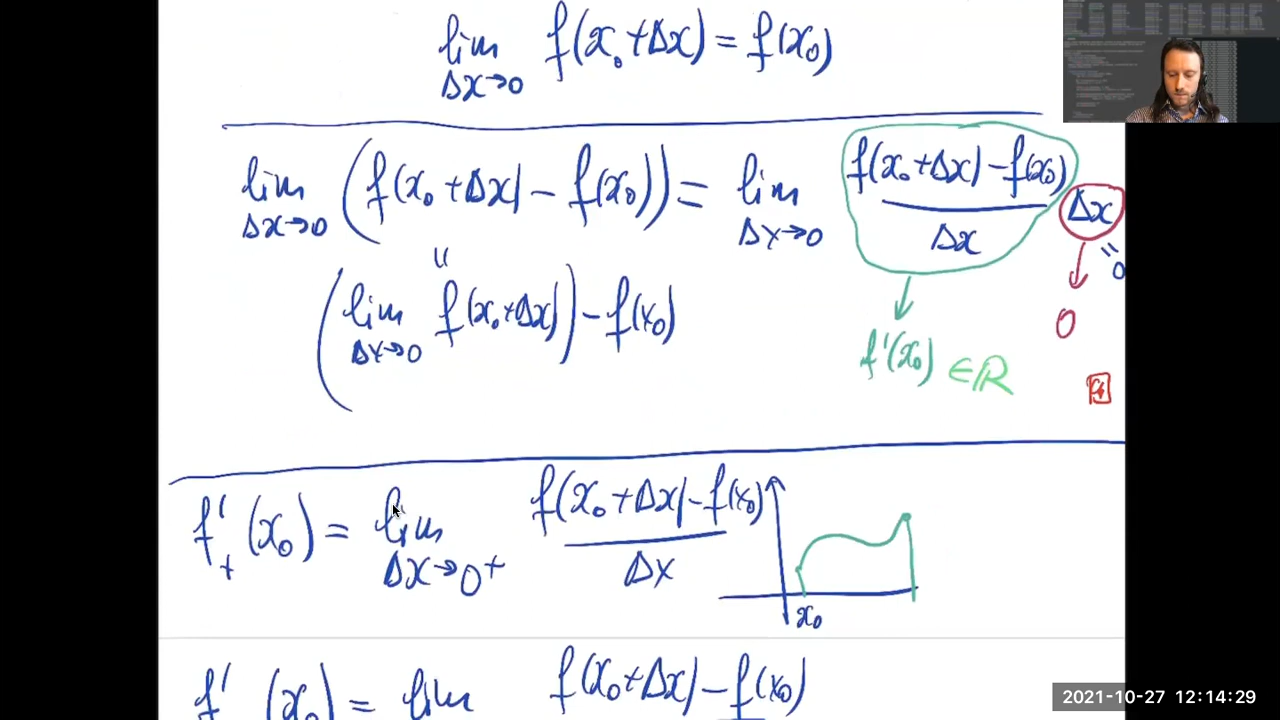 lim f(x₀+Δx) = f(x₀)
Δx→0
lim (f(x₀+Δx) - f(x₀)) = lim f(x₀+Δx) - f(x₀) / Δx Δx
Δx→0 Δx→0 " 0
"
(lim f(x₀+Δx)) - f(x₀) 0
Δx→0 f'(x₀) ∈ ℝ
f'₊(x₀) = lim f(x₀+Δx) - f(x₀) / Δx
Δx→0+
x₀
f' (x₀) = lim f(x₀+Δx) - f(x₀)
2021-10-27 12:14:29